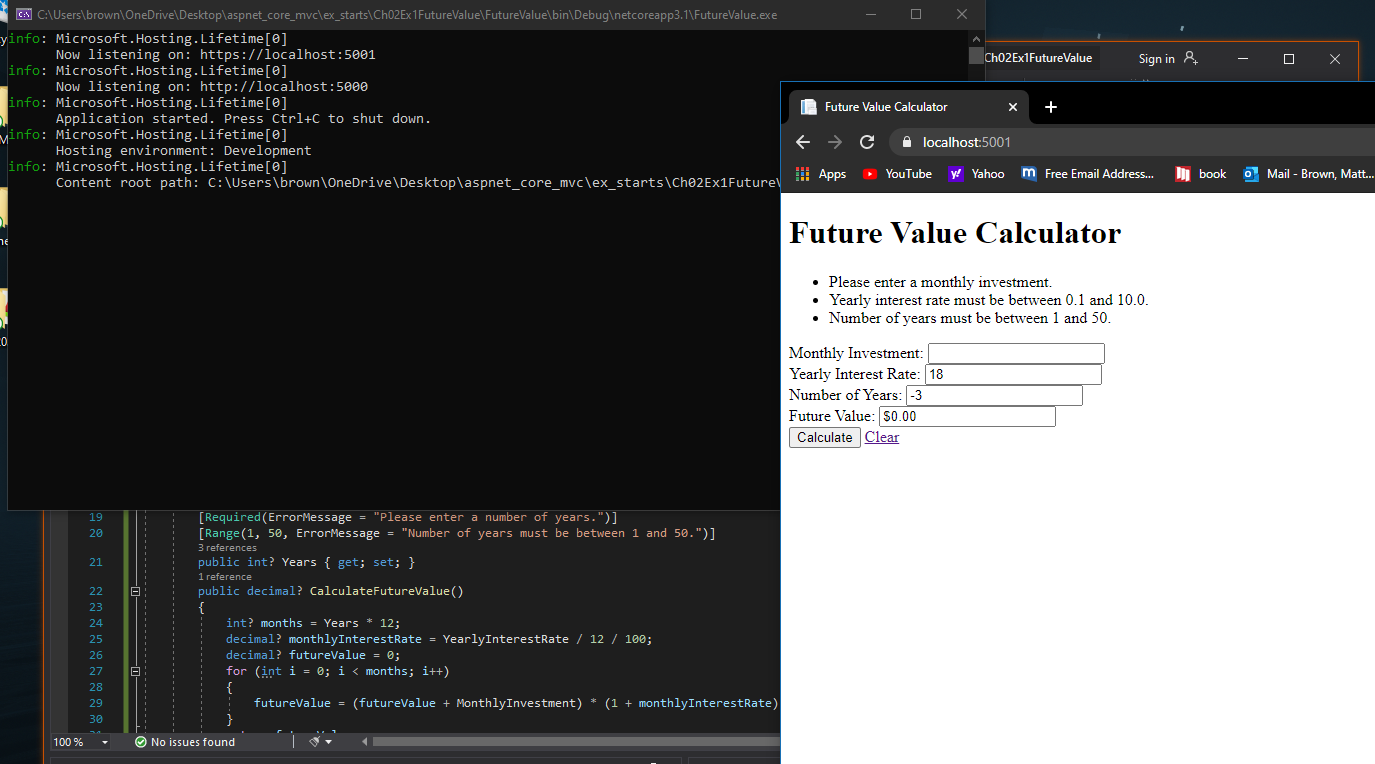 C:\Users\brown\OneDrive\Desktop\aspnet_core_mvc\ex_starts\Ch02Ex1FutureValue\FutureValue\bin\Debug\netcoreapp3.1\FutureValue.exe
info: Microsoft.Hosting.Lifetime[0]
Now listening on: https://localhost:5001
info: Microsoft.Hosting.Lifetime[0]
Now listening on: http://localhost:5000
info: Microsoft.Hosting.Lifetime[0]
Application started. Press Ctrl+C to shut down.
info: Microsoft.Hosting.Lifetime[0]
Hosting environment: Development
info: Microsoft.Hosting.Lifetime[0]
Content root path: C:\Users\brown\OneDrive\Desktop\aspnet_core_mvc\ex_starts\Ch02Ex1Future\
Ch02Ex1FutureValue
Sign in
Future Value Calculator
localhost:5001
Apps YouTube Yahoo Free Email Address... book Mail - Brown, Matt...
Future Value Calculator
• Please enter a monthly investment.
• Yearly interest rate must be between 0.1 and 10.0.
• Number of years must be between 1 and 50.
Monthly Investment:
Yearly Interest Rate: 18
Number of Years: -3
Future Value: $0.00
Calculate Clear
19 [Required(ErrorMessage = "Please enter a number of years.")]
20 [Range(1, 50, ErrorMessage = "Number of years must be between 1 and 50.")]
3 references
21 public int? Years { get; set; }
1 reference
22 public decimal? CalculateFutureValue()
23 {
24 int? months = Years * 12;
25 decimal? monthlyInterestRate = YearlyInterestRate / 12 / 100;
26 decimal? futureValue = 0;
27 for (int i = 0; i < months; i++)
28 {
29 futureValue = (futureValue + MonthlyInvestment) * (1 + monthlyInterestRate)
30 }
100 % No issues found